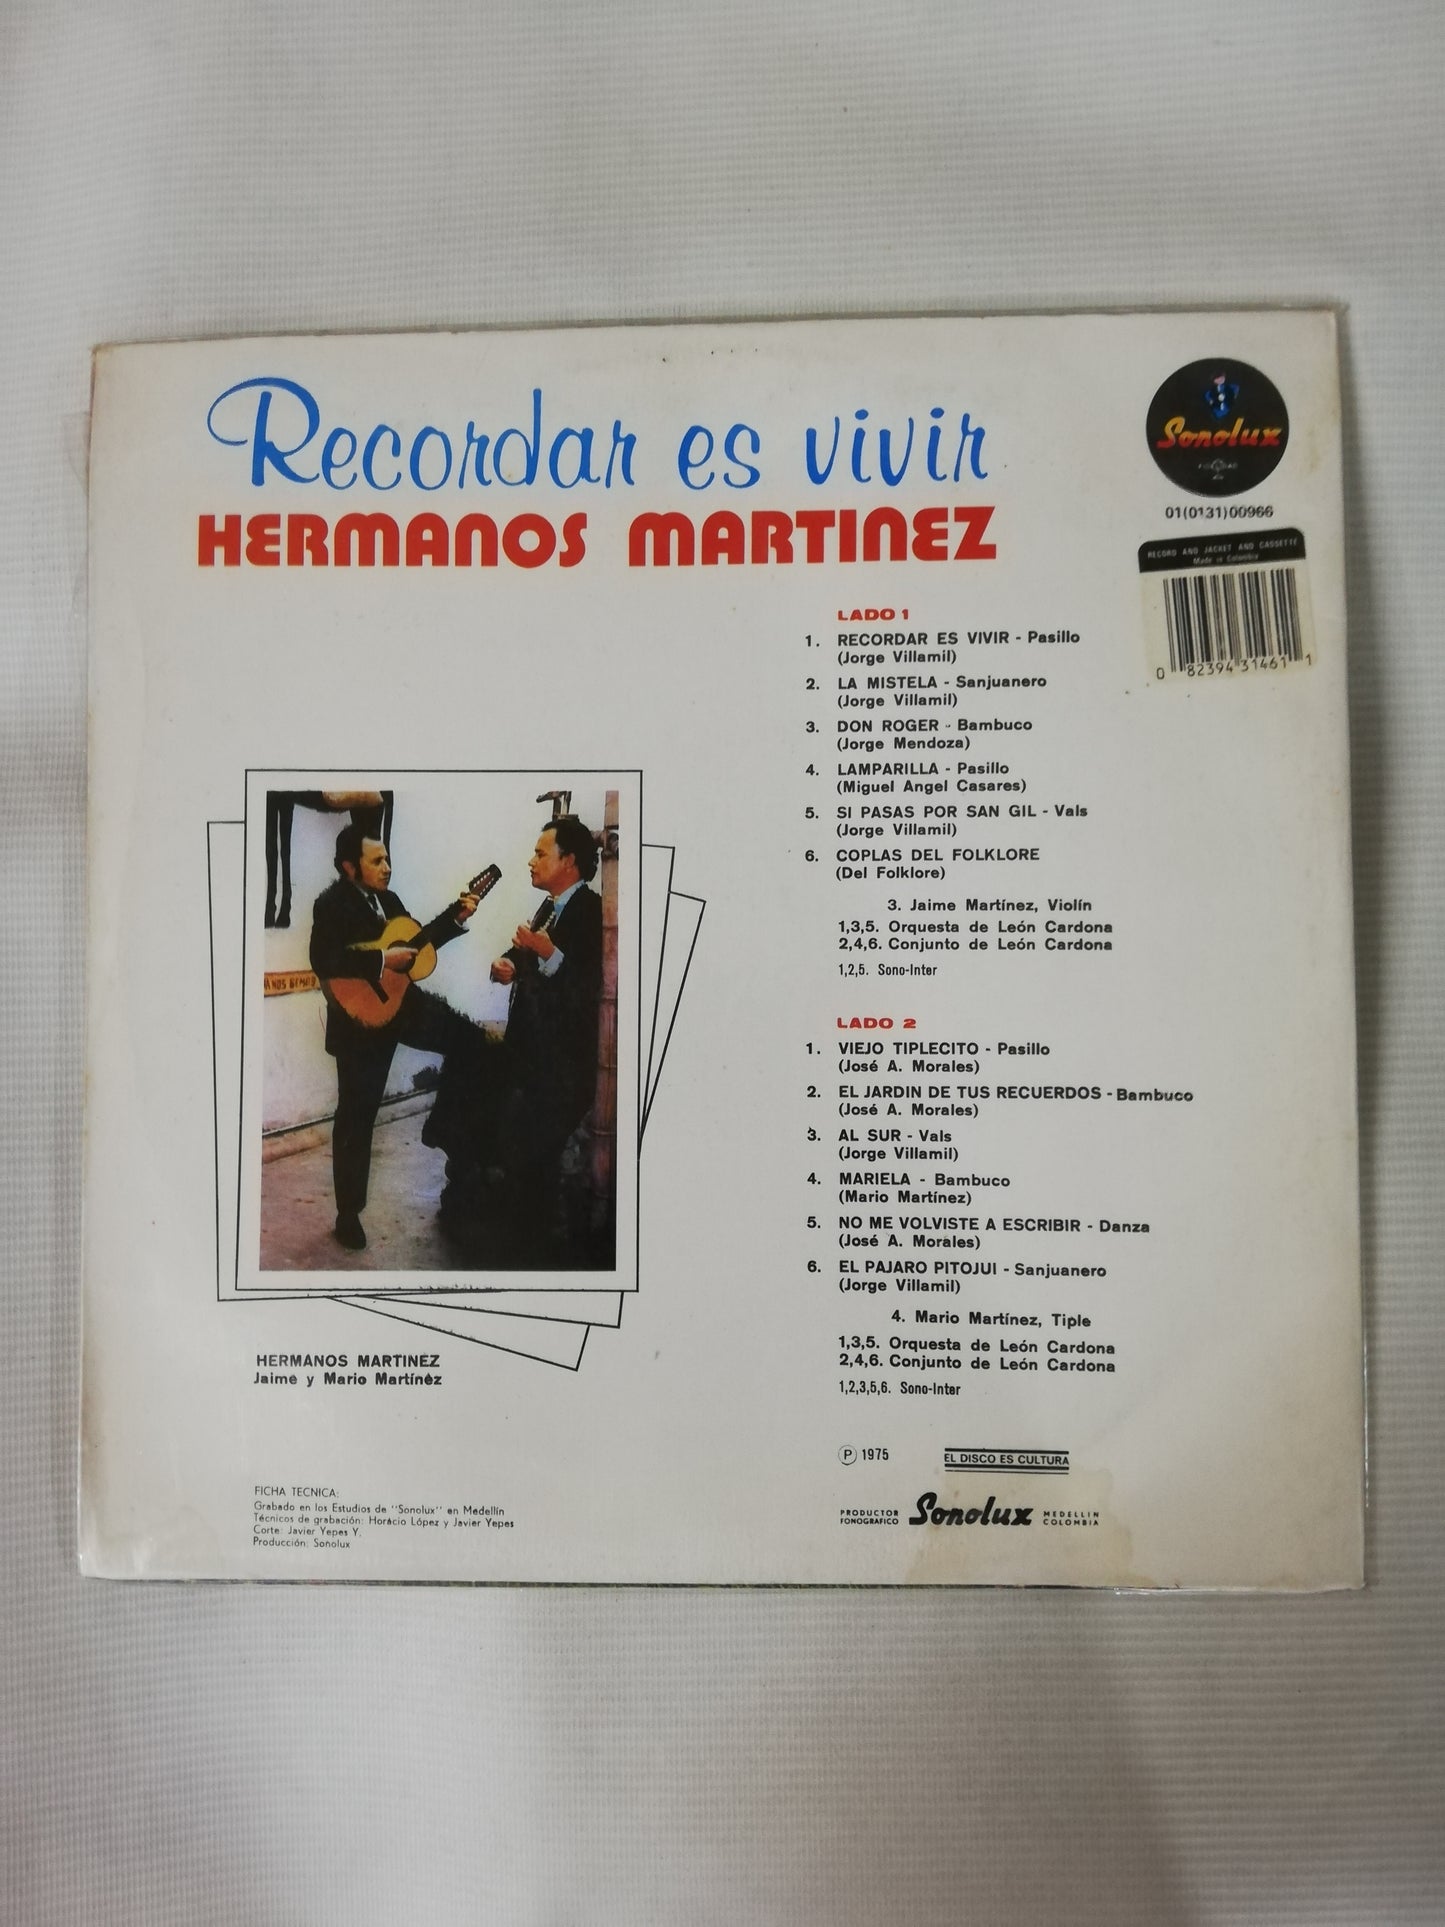 Recordar es vivir
HERMANOS MARTINEZ
Sonolux
01(0131)00966
RECORD AND JACKET AND CASSETTE
Made in Colombia
0 82394 31461 1
LADO 1
1. RECORDAR ES VIVIR - Pasillo
(Jorge Villamil)
2. LA MISTELA - Sanjuanero
(Jorge Villamil)
3. DON ROGER - Bambuco
(Jorge Mendoza)
4. LAMPARILLA - Pasillo
(Miguel Angel Casares)
5. SI PASAS POR SAN GIL - Vals
(Jorge Villamil)
6. COPLAS DEL FOLKLORE
(Del Folklore)
3. Jaime Martínez, Violín
1,3,5. Orquesta de León Cardona
2,4,6. Conjunto de León Cardona
1,2,5. Sono-Inter
LADO 2
1. VIEJO TIPLECITO - Pasillo
(José A. Morales)
2. EL JARDIN DE TUS RECUERDOS - Bambuco
(José A. Morales)
3. AL SUR - Vals
(Jorge Villamil)
4. MARIELA - Bambuco
(Mario Martínez)
5. NO ME VOLVISTE A ESCRIBIR - Danza
(José A. Morales)
6. EL PAJARO PITOJUI - Sanjuanero
(Jorge Villamil)
4. Mario Martínez, Tiple
1,3,5. Orquesta de León Cardona
2,4,6. Conjunto de León Cardona
1,2,3,5,6. Sono-Inter
HERMANOS MARTINEZ
Jaime y Mario Martínez
FICHA TECNICA:
Grabado en los Estudios de "Sonolux" en Medellín
Técnicos de grabación: Horacio López y Javier Yepes
Corte: Javier Yepes Y.
Producción: Sonolux
Ⓟ 1975
EL DISCO ES CULTURA
PRODUCTOR
FONOGRAFICO
Sonolux
MEDELLIN
COLOMBIA